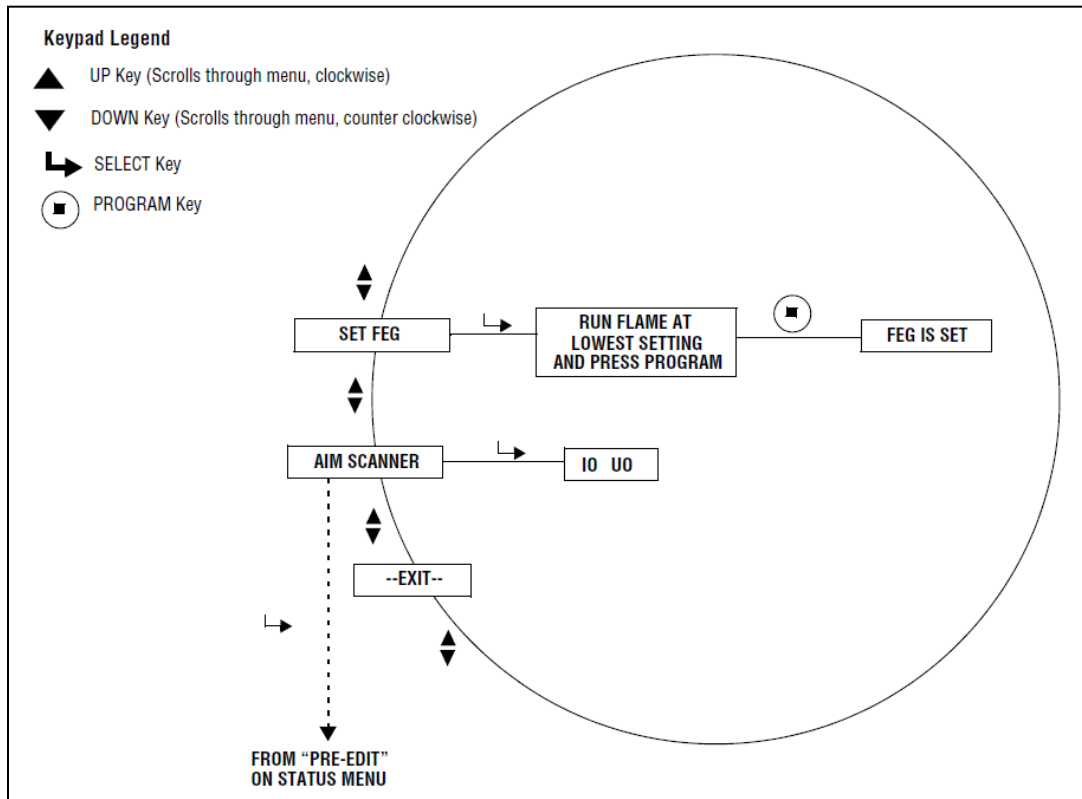 Keypad Legend
UP Key (Scrolls through menu, clockwise)
DOWN Key (Scrolls through menu, counter clockwise)
SELECT Key
PROGRAM Key
SET FEG
RUN FLAME AT
LOWEST SETTING
AND PRESS PROGRAM
FEG IS SET
AIM SCANNER
IO UO
--EXIT--
FROM “PRE-EDIT”
ON STATUS MENU